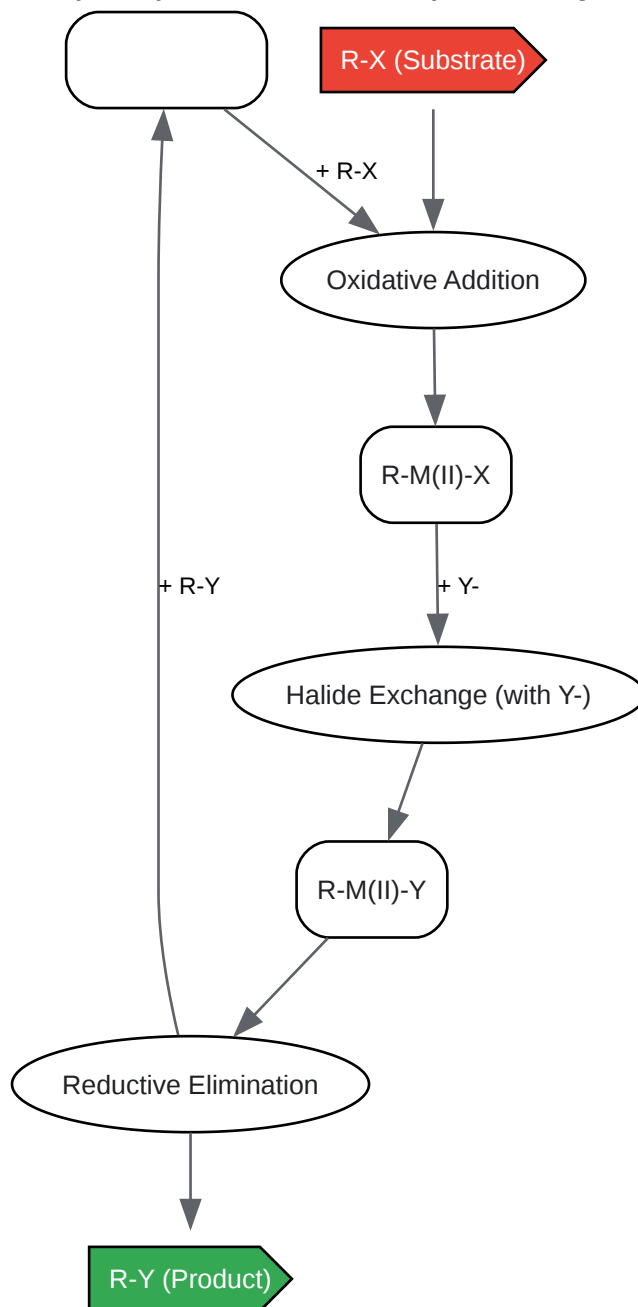 R-X (Substrate)
+ R-X
Oxidative Addition
R-M(II)-X
+ R-Y
+ Y-
Halide Exchange (with Y-)
R-M(II)-Y
Reductive Elimination
R-Y (Product)